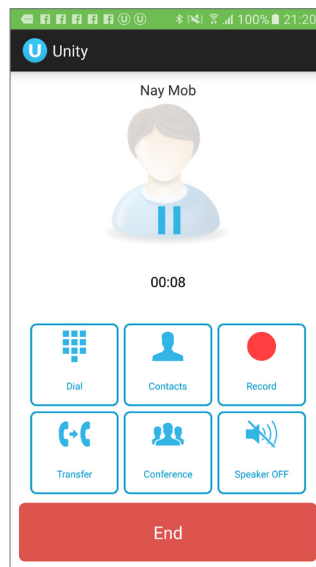 100% 21:20
U Unity
Nay Mob
00:08
Dial Contacts Record
Transfer Conference Speaker OFF
End